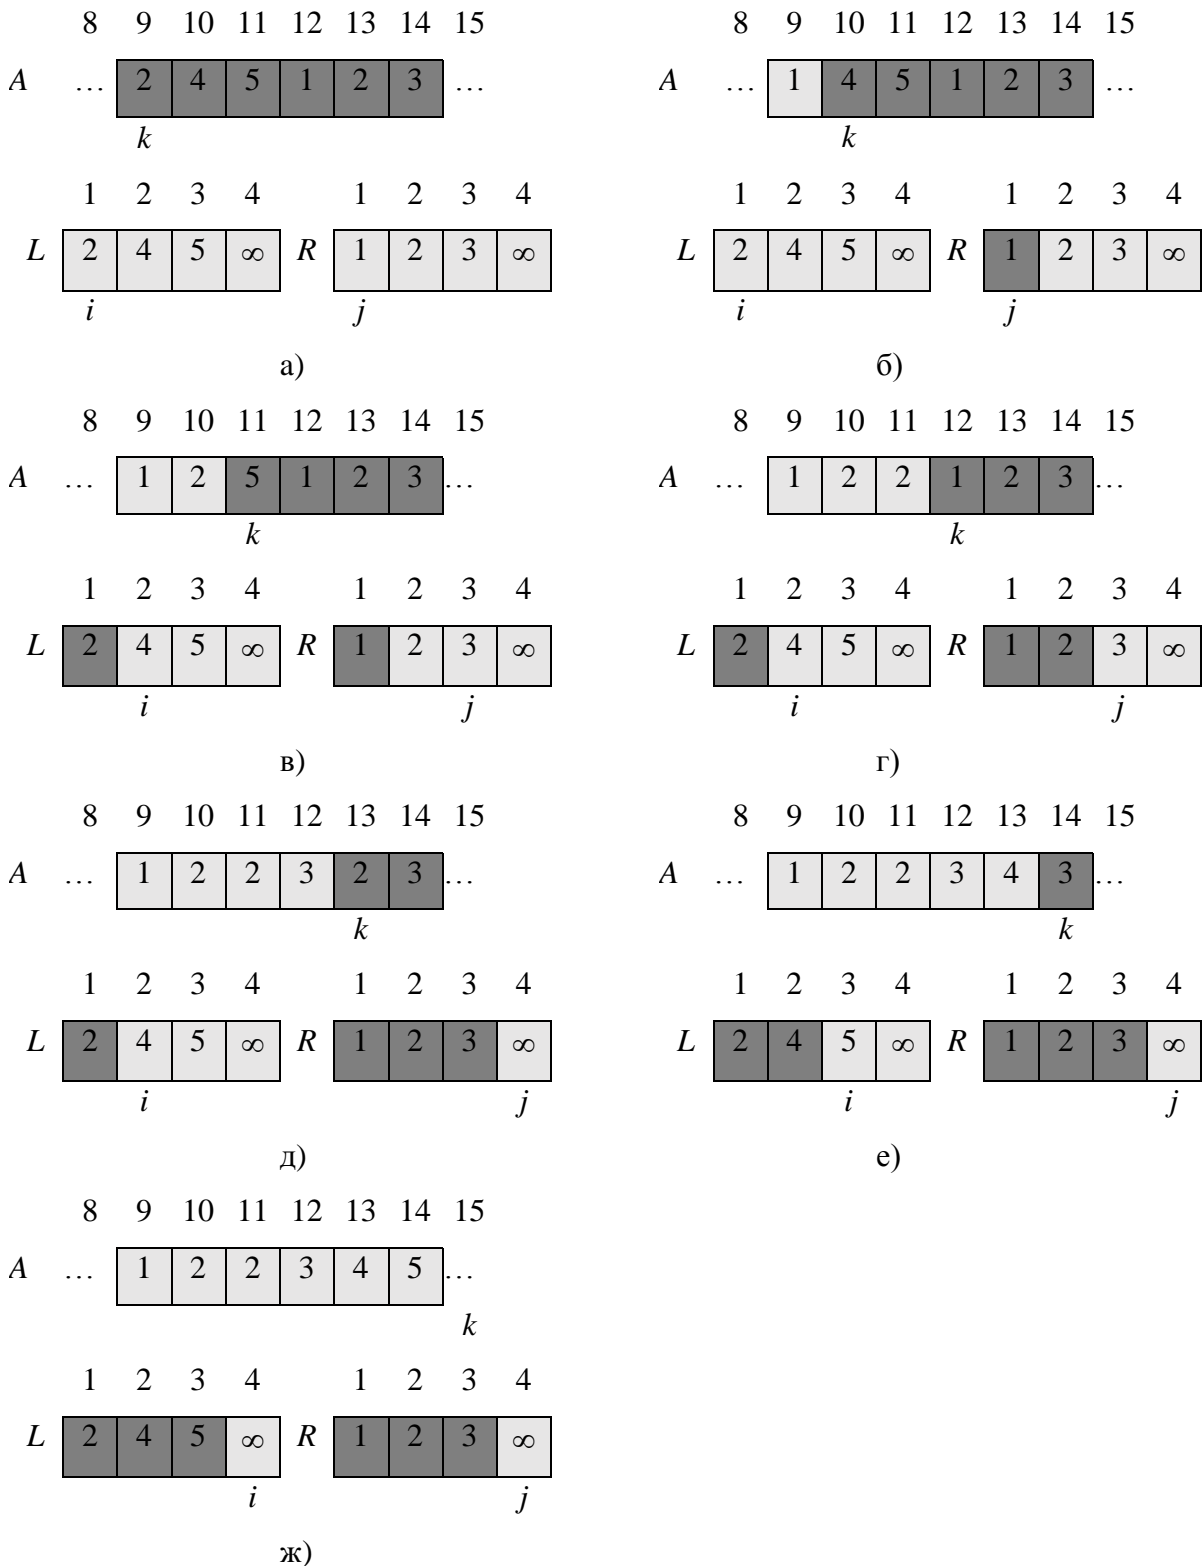 8 9 10 11 12 13 14 15
A … 2 4 5 1 2 3 …
k
1 2 3 4 1 2 3 4
L 2 4 5 ∞ R 1 2 3 ∞
i j
а)
8 9 10 11 12 13 14 15
A … 1 4 5 1 2 3 …
k
1 2 3 4 1 2 3 4
L 2 4 5 ∞ R 1 2 3 ∞
i j
б)
8 9 10 11 12 13 14 15
A … 1 2 5 1 2 3 …
k
1 2 3 4 1 2 3 4
L 2 4 5 ∞ R 1 2 3 ∞
i j
в)
8 9 10 11 12 13 14 15
A … 1 2 2 1 2 3 …
k
1 2 3 4 1 2 3 4
L 2 4 5 ∞ R 1 2 3 ∞
i j
г)
8 9 10 11 12 13 14 15
A … 1 2 2 3 2 3 …
k
1 2 3 4 1 2 3 4
L 2 4 5 ∞ R 1 2 3 ∞
i j
д)
8 9 10 11 12 13 14 15
A … 1 2 2 3 4 3 …
k
1 2 3 4 1 2 3 4
L 2 4 5 ∞ R 1 2 3 ∞
i j
е)
8 9 10 11 12 13 14 15
A … 1 2 2 3 4 5 …
k
1 2 3 4 1 2 3 4
L 2 4 5 ∞ R 1 2 3 ∞
i j
ж)